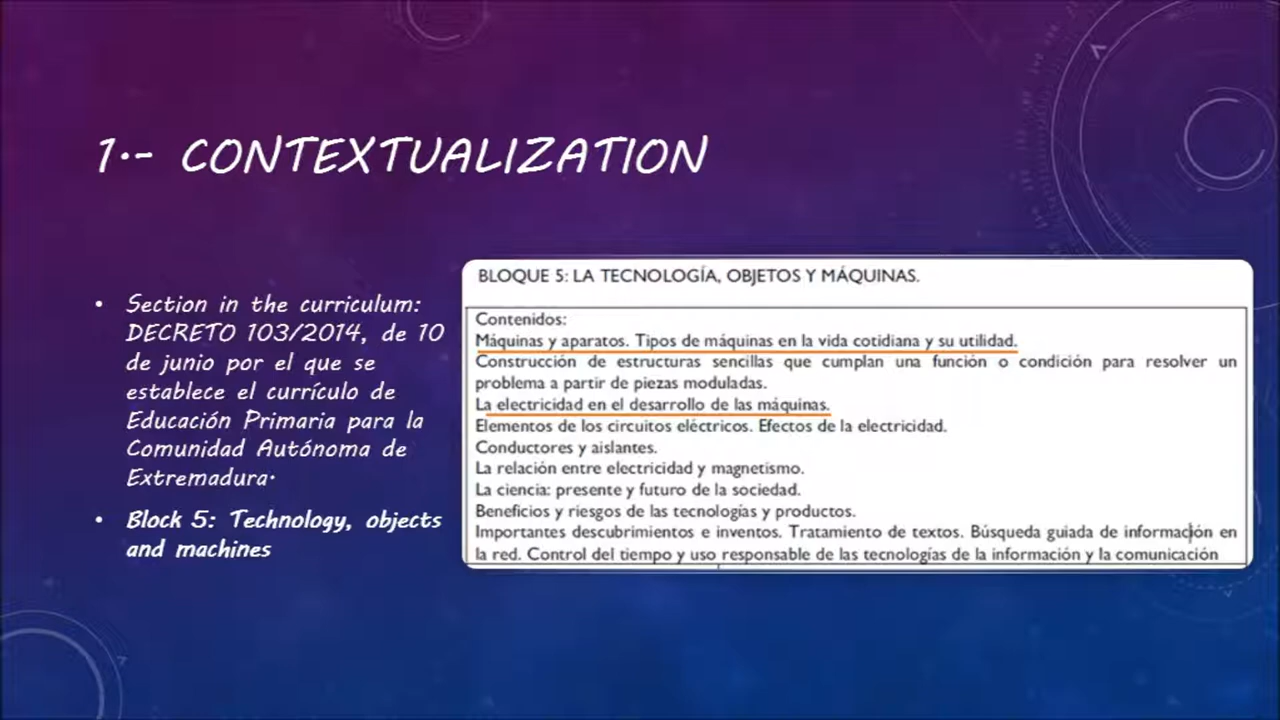 1.- CONTEXTUALIZATION
• Section in the curriculum:
DECRETO 103/2014, de 10
de junio por el que se
establece el currículo de
Educación Primaria para la
Comunidad Autónoma de
Extremadura.
• Block 5: Technology, objects
and machines
BLOQUE 5: LA TECNOLOGÍA, OBJETOS Y MÁQUINAS.
Contenidos:
Máquinas y aparatos. Tipos de máquinas en la vida cotidiana y su utilidad.
Construcción de estructuras sencillas que cumplan una función o condición para resolver un
problema a partir de piezas moduladas.
La electricidad en el desarrollo de las máquinas.
Elementos de los circuitos eléctricos. Efectos de la electricidad.
Conductores y aislantes.
La relación entre electricidad y magnetismo.
La ciencia: presente y futuro de la sociedad.
Beneficios y riesgos de las tecnologías y productos.
Importantes descubrimientos e inventos. Tratamiento de textos. Búsqueda guiada de información en
la red. Control del tiempo y uso responsable de las tecnologías de la información y la comunicación